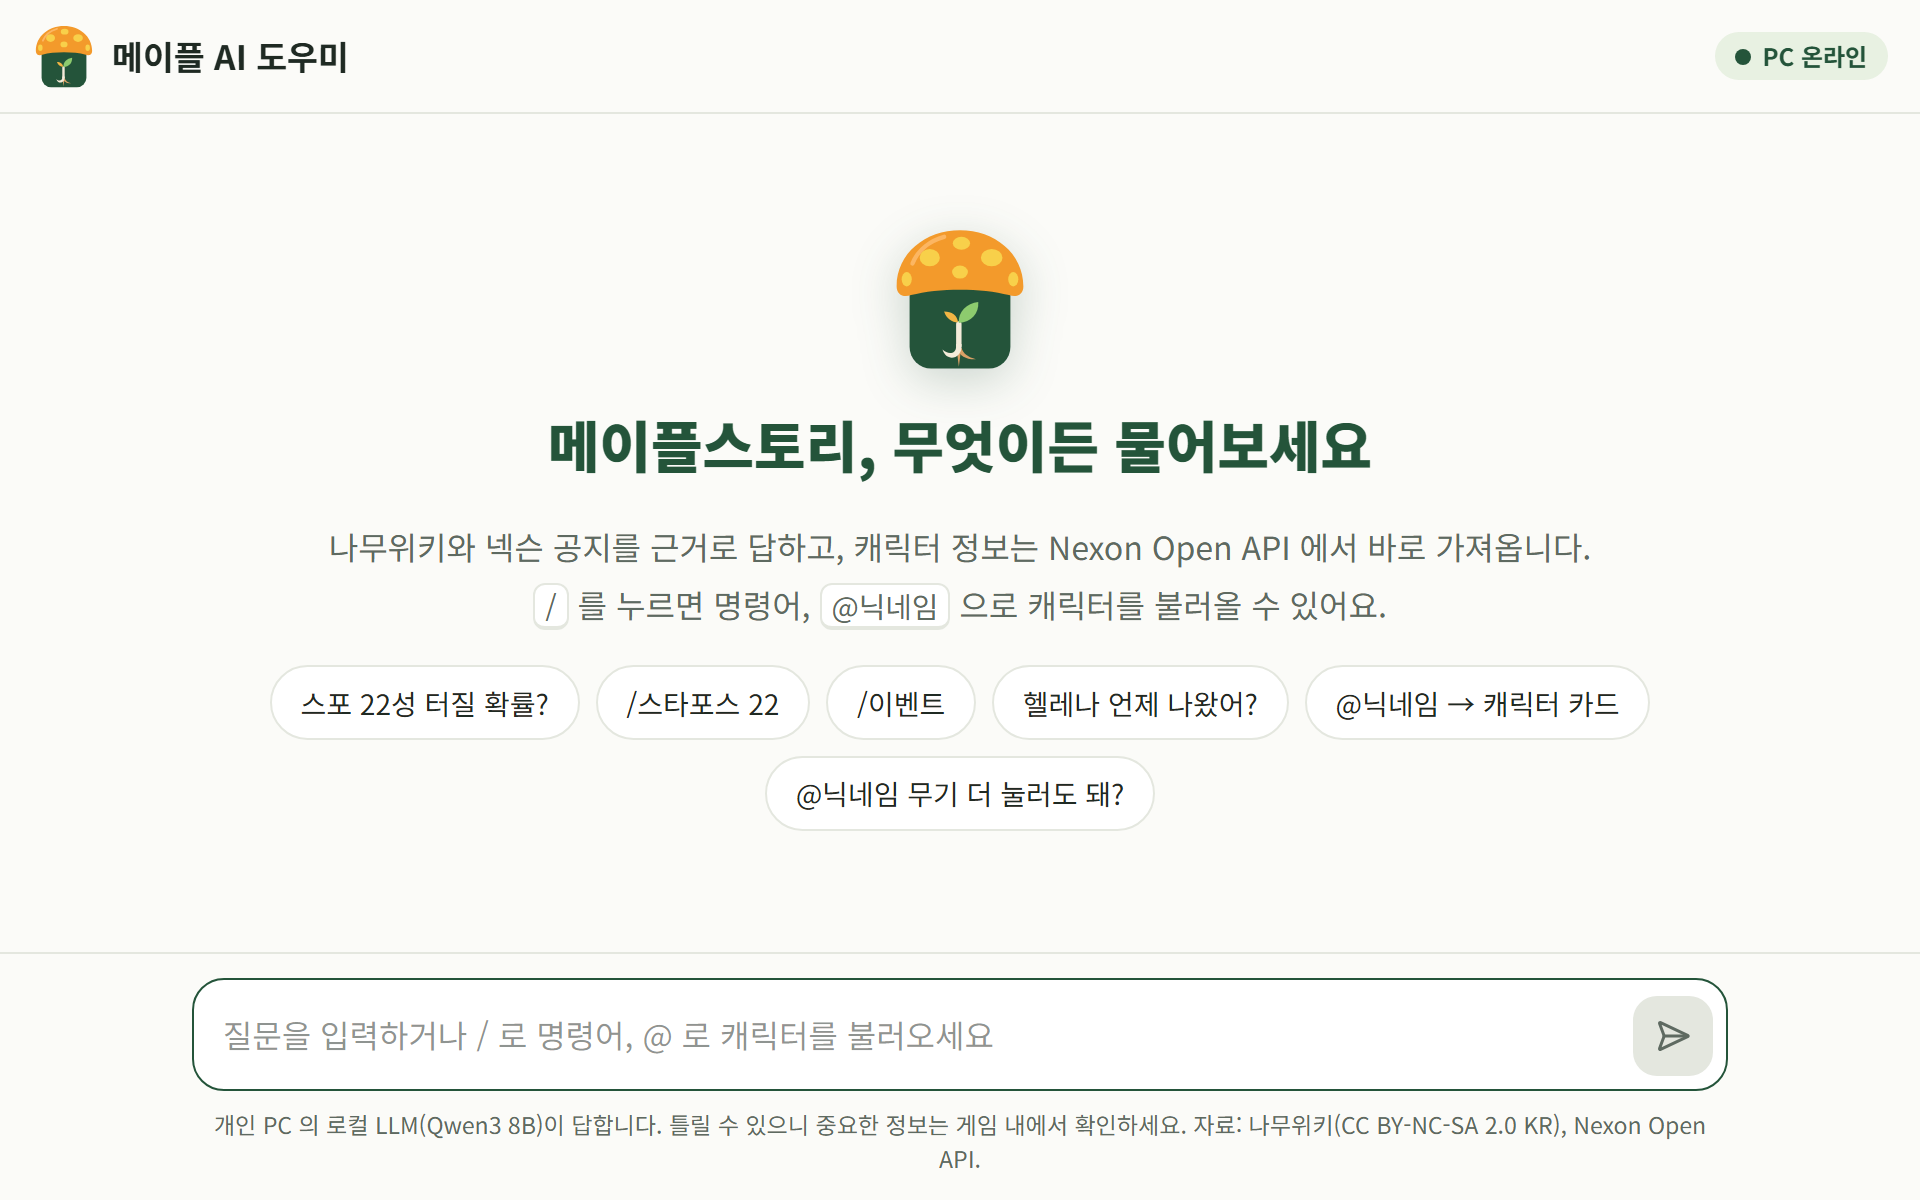 메이플 AI 도우미
PC 온라인
메이플스토리, 무엇이든 물어보세요
나무위키와 넥슨 공지를 근거로 답하고, 캐릭터 정보는 Nexon Open API 에서 바로 가져옵니다.
/ 를 누르면 명령어, @닉네임 으로 캐릭터를 불러올 수 있어요.
스포 22성 터질 확률?
/스타포스 22
/이벤트
헬레나 언제 나왔어?
@닉네임 → 캐릭터 카드
@닉네임 무기 더 눌러도 돼?
질문을 입력하거나 / 로 명령어, @ 로 캐릭터를 불러오세요
개인 PC 의 로컬 LLM(Qwen3 8B)이 답합니다. 틀릴 수 있으니 중요한 정보는 게임 내에서 확인하세요. 자료: 나무위키(CC BY-NC-SA 2.0 KR), Nexon Open
API.